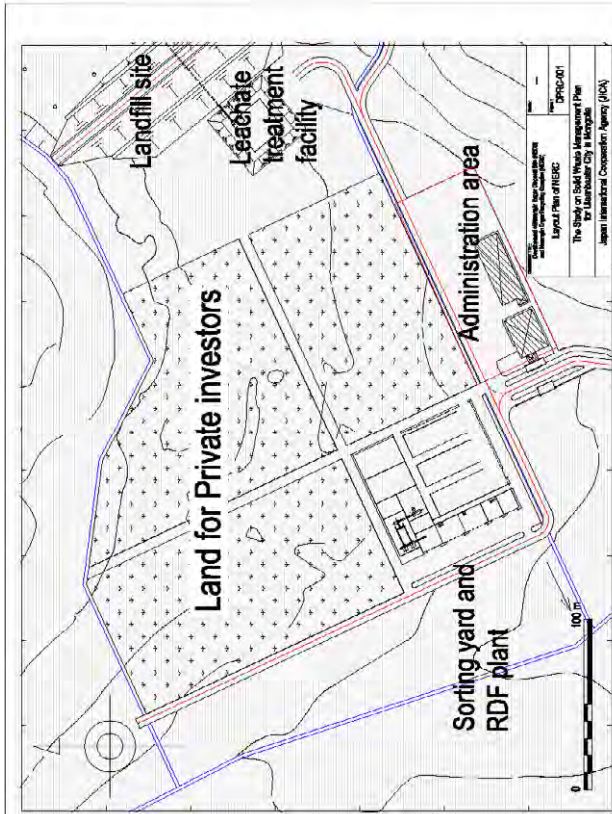 Landfill site
Leachate
treatment
facility
Land for Private investors
Administration area
Sorting yard and
RDF plant
0
100 m
DPRC-001
Layout Plan of NERC
The Study on Solid Waste Management Plan
for Ulaanbaatar City in Mongolia
Japan International Cooperation Agency (JICA)